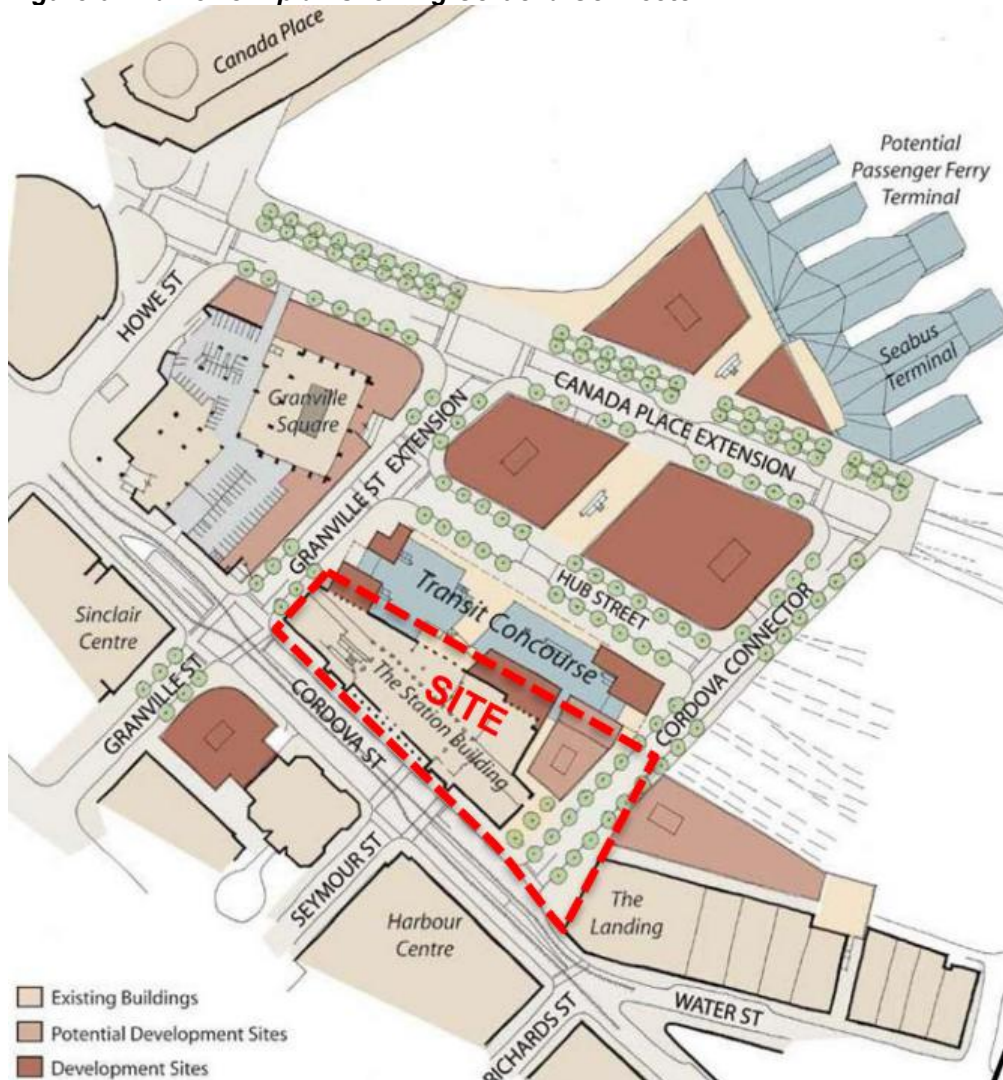 Canada Place
Potential
Passenger Ferry
Terminal
Seabus
Terminal
HOWE ST
Granville
Square
GRANVILLE ST EXTENSION
CANADA PLACE EXTENSION
HUB STREET
Transit Concourse
CORDOVA CONNECTOR
Sinclair
Centre
The Station Building
SITE
GRANVILLE ST
CORDOVA ST
SEYMOUR ST
Harbour
Centre
The
Landing
WATER ST
RICHARDS ST
Existing Buildings
Potential Development Sites
Development Sites